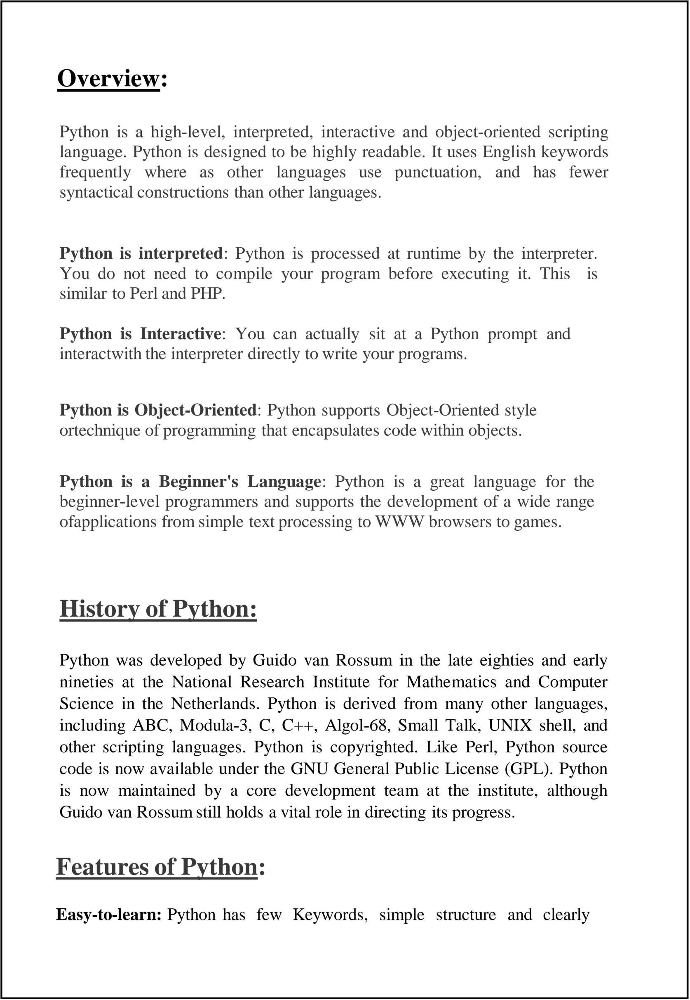 Overview:
Python is a high-level, interpreted, interactive and object-oriented scripting
language. Python is designed to be highly readable. It uses English keywords
frequently where as other languages use punctuation, and has fewer
syntactical constructions than other languages.
Python is interpreted: Python is processed at runtime by the interpreter.
You do not need to compile your program before executing it. This is
similar to Perl and PHP.
Python is Interactive: You can actually sit at a Python prompt and
interactwith the interpreter directly to write your programs.
Python is Object-Oriented: Python supports Object-Oriented style
ortechnique of programming that encapsulates code within objects.
Python is a Beginner's Language: Python is a great language for the
beginner-level programmers and supports the development of a wide range
ofapplications from simple text processing to WWW browsers to games.
History of Python:
Python was developed by Guido van Rossum in the late eighties and early
nineties at the National Research Institute for Mathematics and Computer
Science in the Netherlands. Python is derived from many other languages,
including ABC, Modula-3, C, C++, Algol-68, Small Talk, UNIX shell, and
other scripting languages. Python is copyrighted. Like Perl, Python source
code is now available under the GNU General Public License (GPL). Python
is now maintained by a core development team at the institute, although
Guido van Rossum still holds a vital role in directing its progress.
Features of Python:
Easy-to-learn: Python has few Keywords, simple structure and clearly